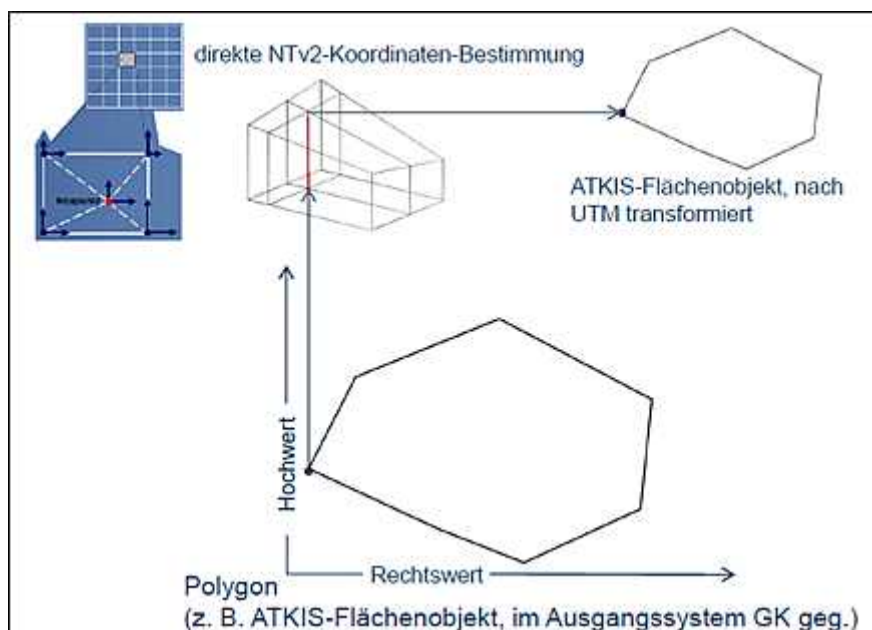 direkte NTv2-Koordinaten-Bestimmung
ATKIS-Flächenobjekt, nach
UTM transformiert
Hochwert
Rechtswert
Polygon
(z. B. ATKIS-Flächenobjekt, im Ausgangssystem GK geg.)